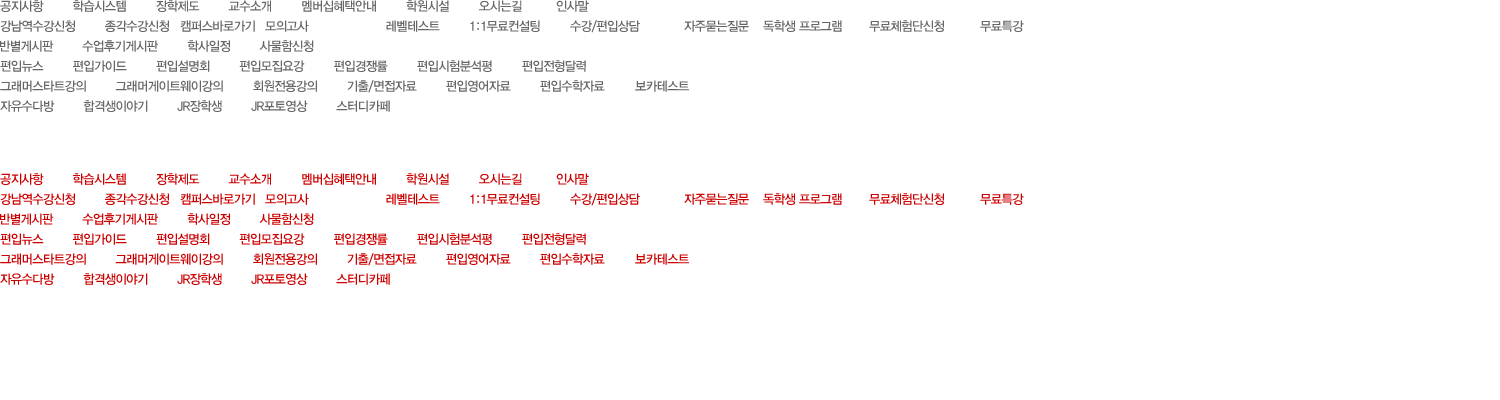 공지사항 학습시스템 장학제도 교수소개 멤버십혜택안내 학원시설 오시는길 인사말
강남역수강신청 종각수강신청 캠퍼스바로가기 모의고사 레벨테스트 1:1무료컨설팅 수강/편입상담 자주묻는질문 독학생 프로그램 무료체험단신청 무료특강
반별게시판 수업후기게시판 학사일정 사물함신청
편입뉴스 편입가이드 편입설명회 편입모집요강 편입경쟁률 편입시험분석평 편입전형달력
그래머스타트강의 그래머게이트웨이강의 회원전용강의 기출/면접자료 편입영어자료 편입수학자료 보카테스트
자유수다방 합격생이야기 JR장학생 JR포토영상 스터디카페
공지사항 학습시스템 장학제도 교수소개 멤버십혜택안내 학원시설 오시는길 인사말
강남역수강신청 종각수강신청 캠퍼스바로가기 모의고사 레벨테스트 1:1무료컨설팅 수강/편입상담 자주묻는질문 독학생 프로그램 무료체험단신청 무료특강
반별게시판 수업후기게시판 학사일정 사물함신청
편입뉴스 편입가이드 편입설명회 편입모집요강 편입경쟁률 편입시험분석평 편입전형달력
그래머스타트강의 그래머게이트웨이강의 회원전용강의 기출/면접자료 편입영어자료 편입수학자료 보카테스트
자유수다방 합격생이야기 JR장학생 JR포토영상 스터디카페